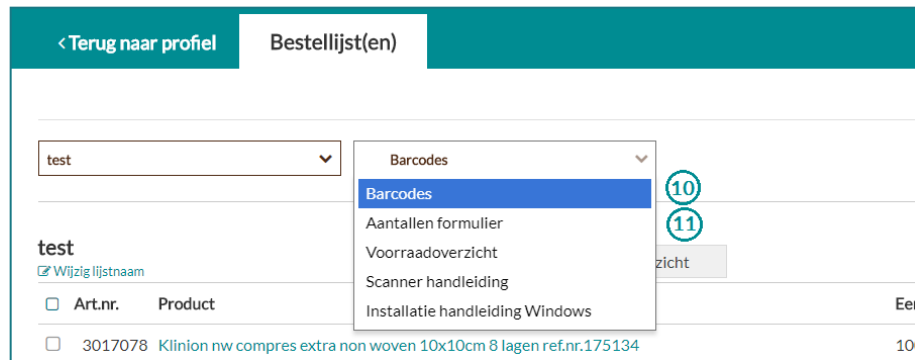 < Terug naar profiel Bestellijst(en)
test Barcodes
Barcodes 10
Aantallen formulier 11
Voorraadoverzicht
Scanner handleiding
Installatie handleiding Windows
test
Wijzig lijstnaam
Art.nr. Product
3017078 Klinion nw compres extra non woven 10x10cm 8 lagen ref.nr.175134